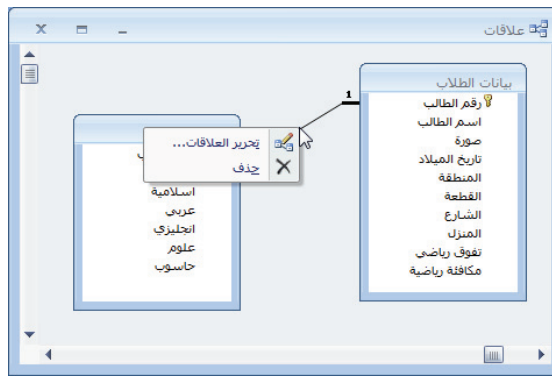 علاقات
بيانات الطلاب
رقم الطالب
اسم الطالب
صورة
تاريخ الميلاد
المنطقة
القطعة
الشارع
المنزل
تفوق رياضي
مكافئة رياضية
1
تحرير العلاقات...
حذف
اسلامية
عربي
انجليزي
علوم
حاسوب